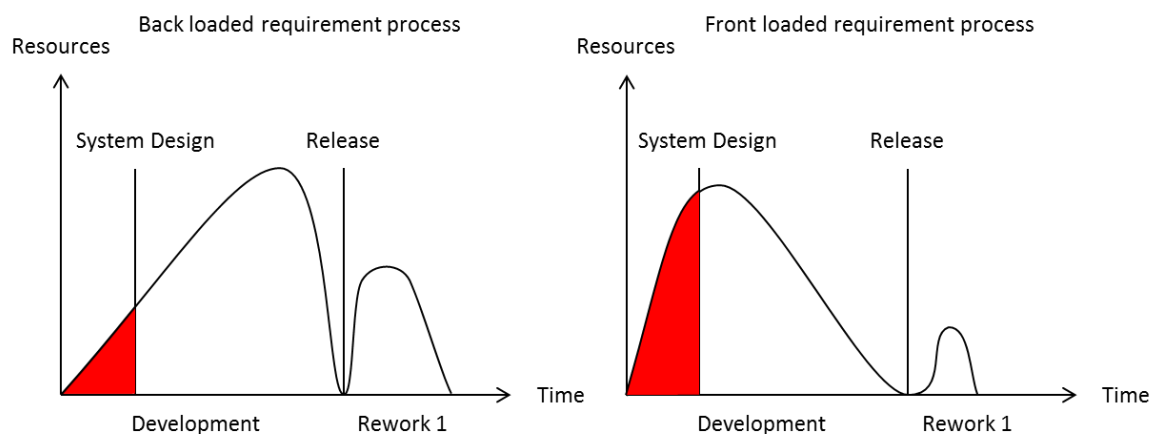 Back loaded requirement process
Resources
System Design
Release
Time
Development
Rework 1
Front loaded requirement process
Resources
System Design
Release
Time
Development
Rework 1